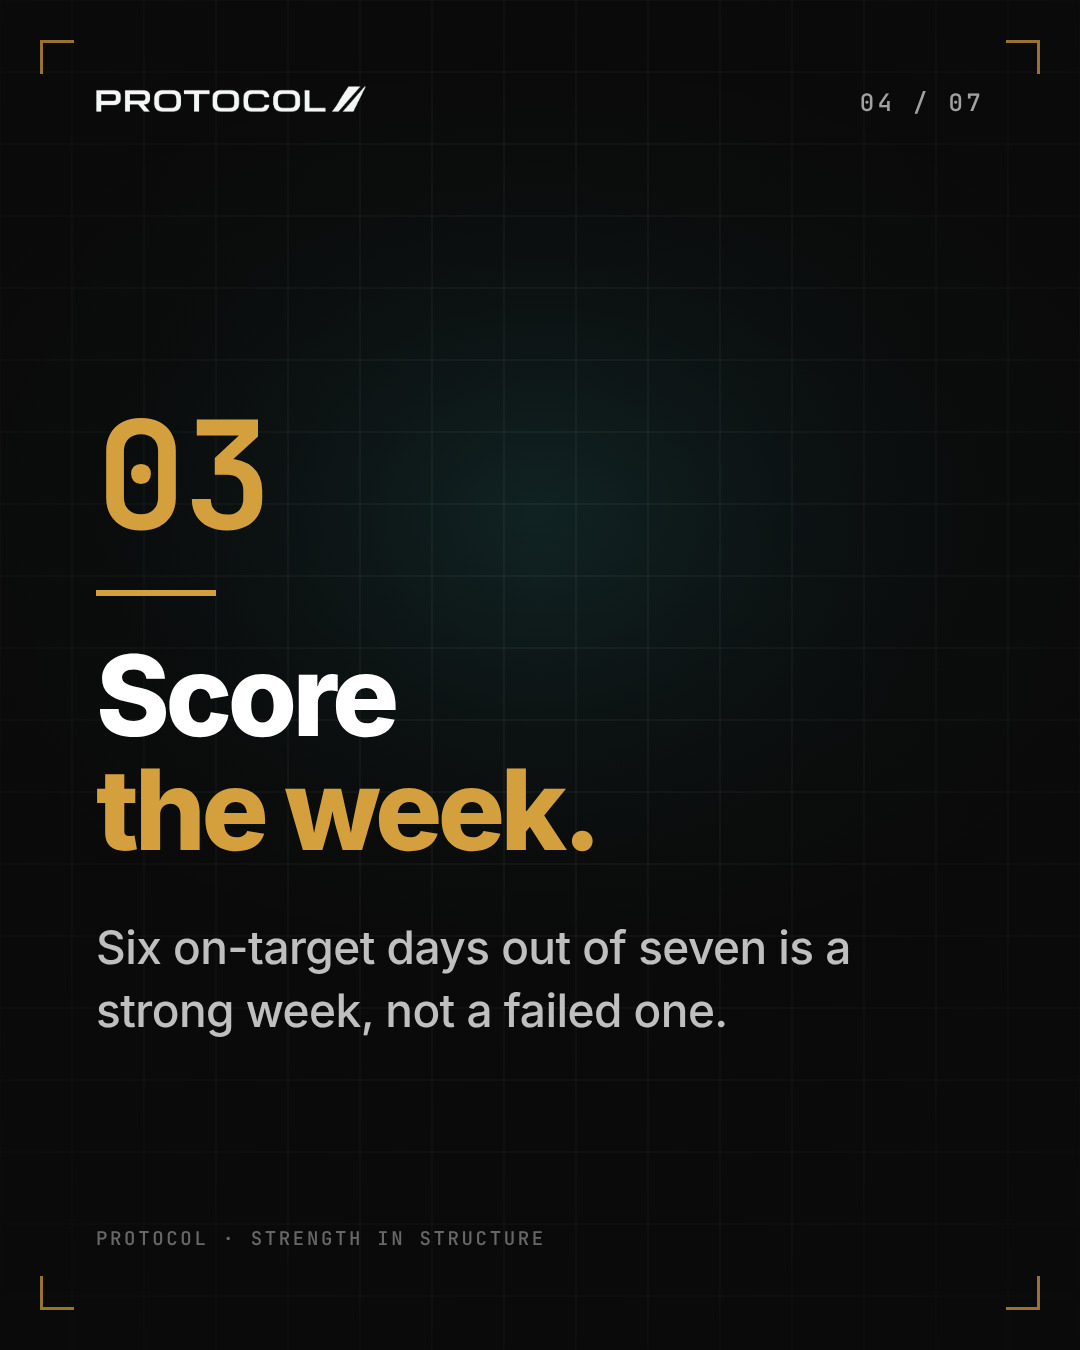 PROTOCOL
04 / 07
03
Score
the week.
Six on-target days out of seven is a
strong week, not a failed one.
PROTOCOL · STRENGTH IN STRUCTURE